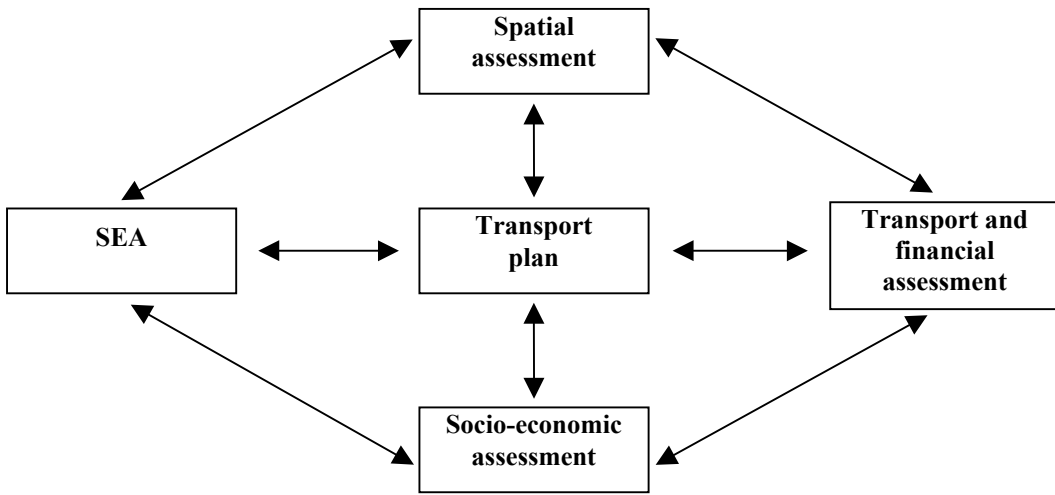 Spatial
assessment
SEA
Transport
plan
Transport and
financial
assessment
Socio-economic
assessment